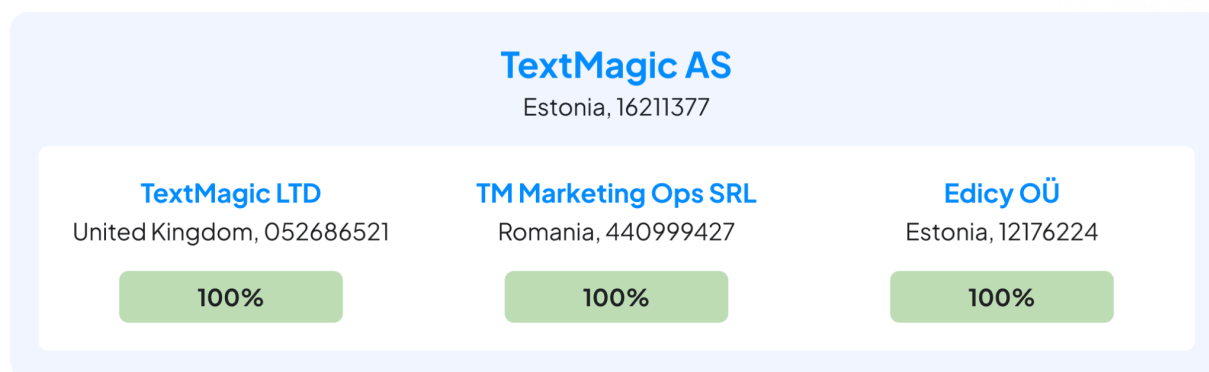 TextMagic AS
Estonia, 16211377
TextMagic LTD
United Kingdom, 052686521
100%
TM Marketing Ops SRL
Romania, 440999427
100%
Edicy OÜ
Estonia, 12176224
100%